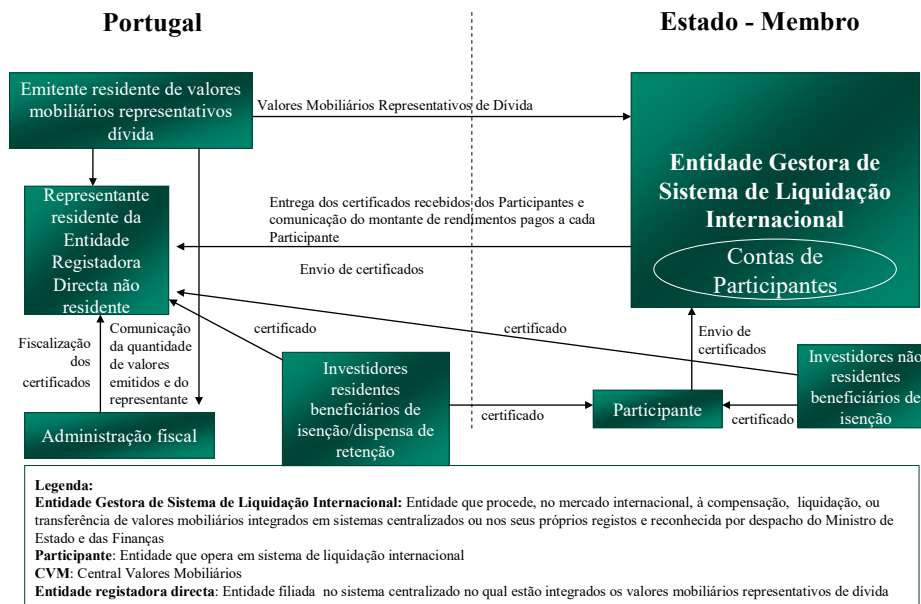 Portugal
Estado - Membro
Emitente residente de valores
mobiliários representativos
dívida
Valores Mobiliários Representativos de Dívida
Entidade Gestora de
Sistema de Liquidação
Internacional
Contas de
Participantes
Representante
residente da
Entidade
Registadora
Directa não
residente
Entrega dos certificados recebidos dos Participantes e
comunicação do montante de rendimentos pagos a cada
Participante
Envio de certificados
Fiscalização
dos
certificados
Comunicação
da quantidade
de valores
emitidos e do
representante
certificado
certificado
Envio de
certificados
Investidores
residentes
beneficiários de
isenção/dispensa de
retenção
certificado
Participante
certificado
Investidores não
residentes
beneficiários de
isenção
Administração fiscal
Legenda:
Entidade Gestora de Sistema de Liquidação Internacional: Entidade que procede, no mercado internacional, à compensação, liquidação, ou
transferência de valores mobiliários integrados em sistemas centralizados ou nos seus próprios registos e reconhecida por despacho do Ministro de
Estado e das Finanças
Participante: Entidade que opera em sistema de liquidação internacional
CVM: Central Valores Mobiliários
Entidade registadora directa: Entidade filiada no sistema centralizado no qual estão integrados os valores mobiliários representativos de dívida